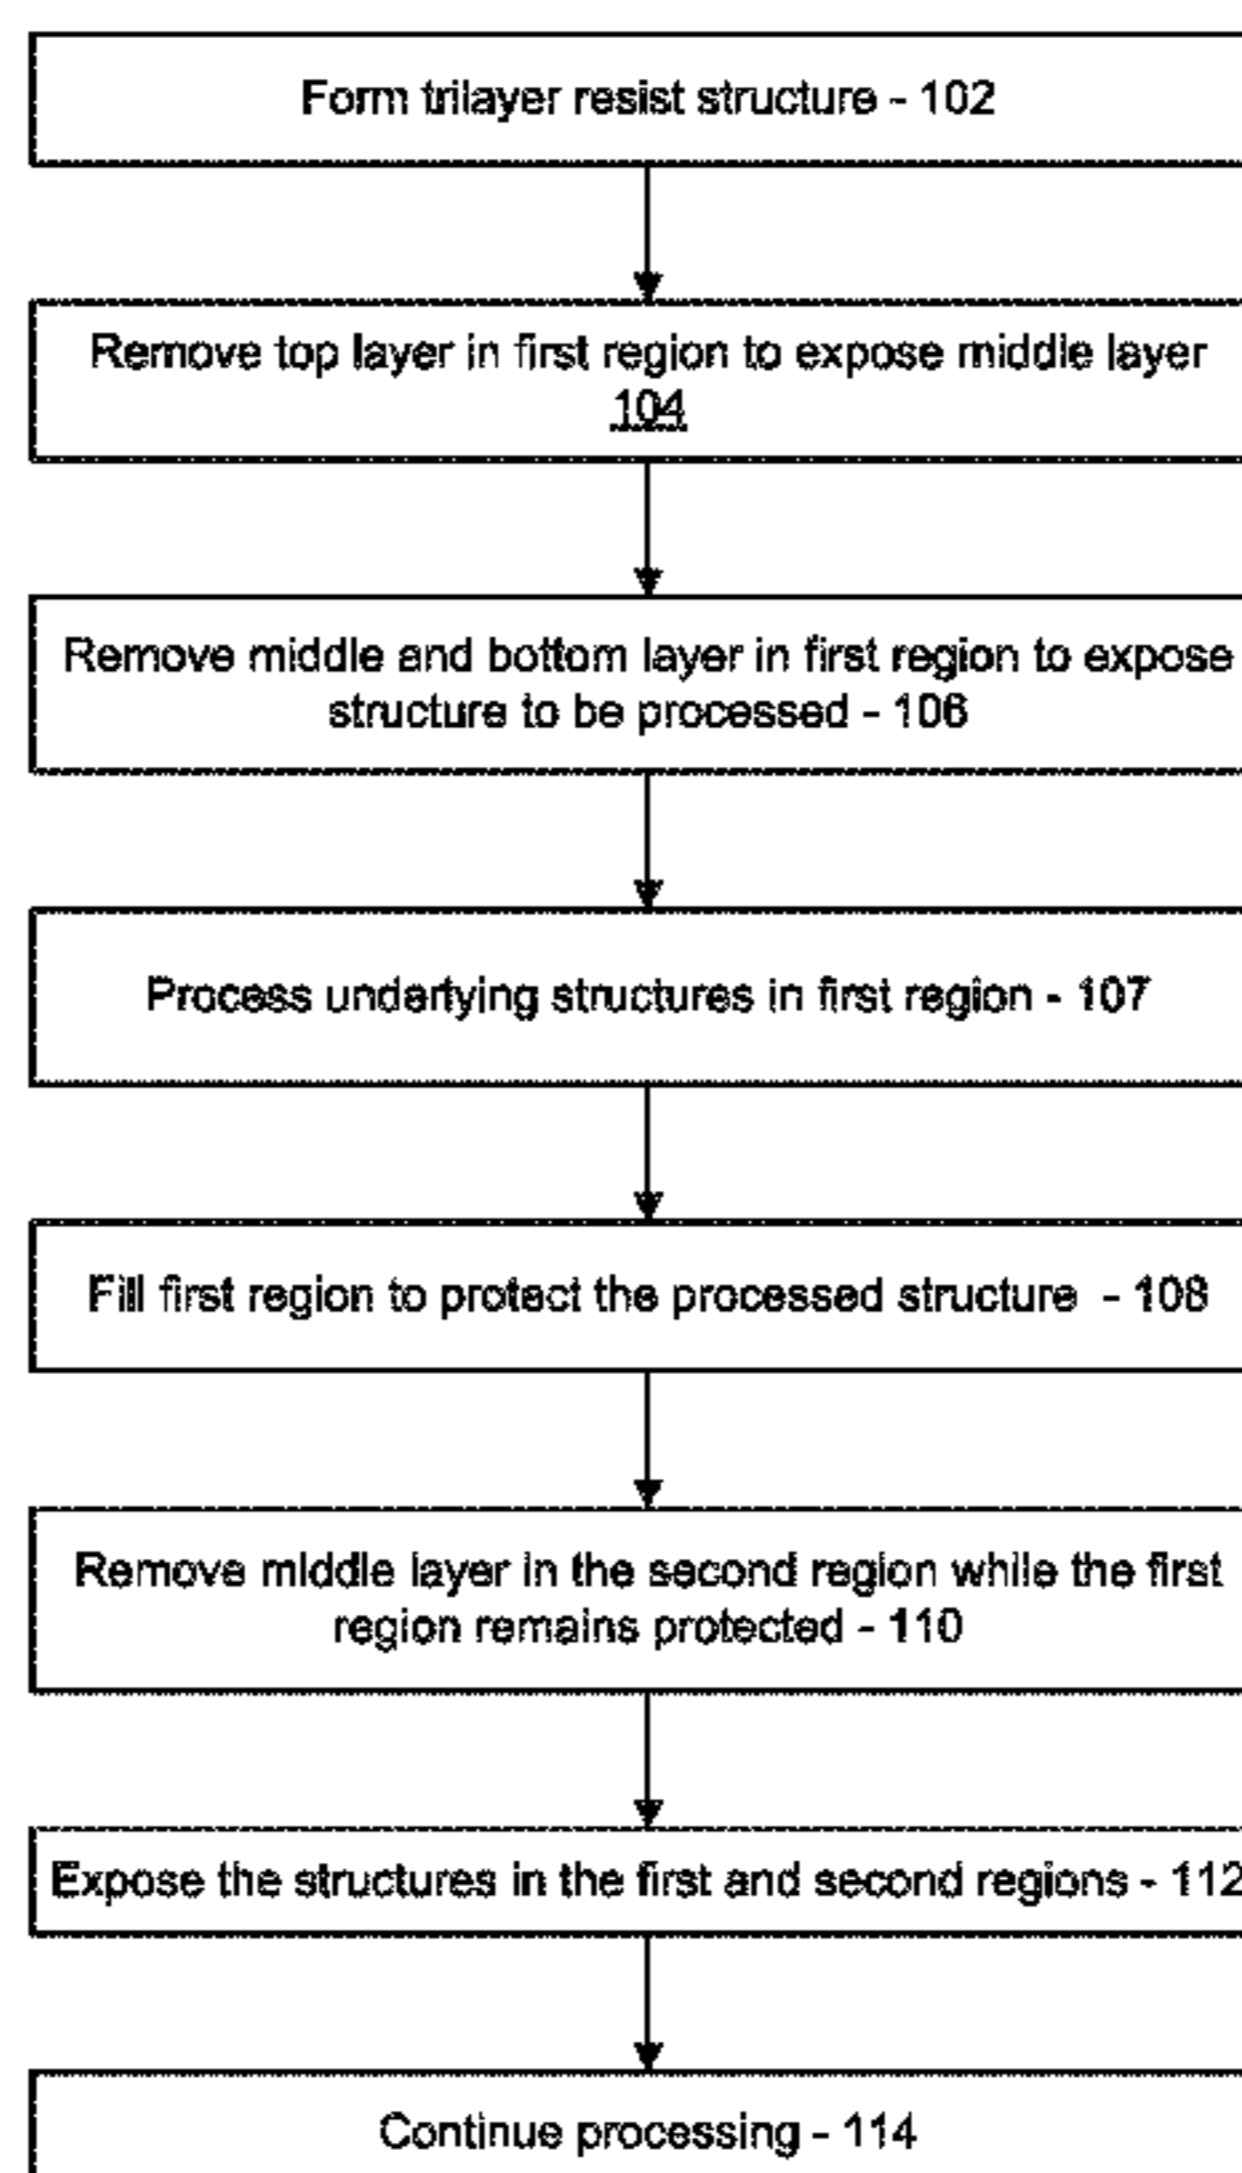 Form trilayer resist structure - 102
Remove top layer in first region to expose middle layer
104
Remove middle and bottom layer in first region to expose
structure to be processed - 106
Process underlying structures in first region - 107
Fill first region to protect the processed structure - 108
Remove middle layer in the second region while the first
region remains protected - 110
Expose the structures in the first and second regions - 112
Continue processing - 114